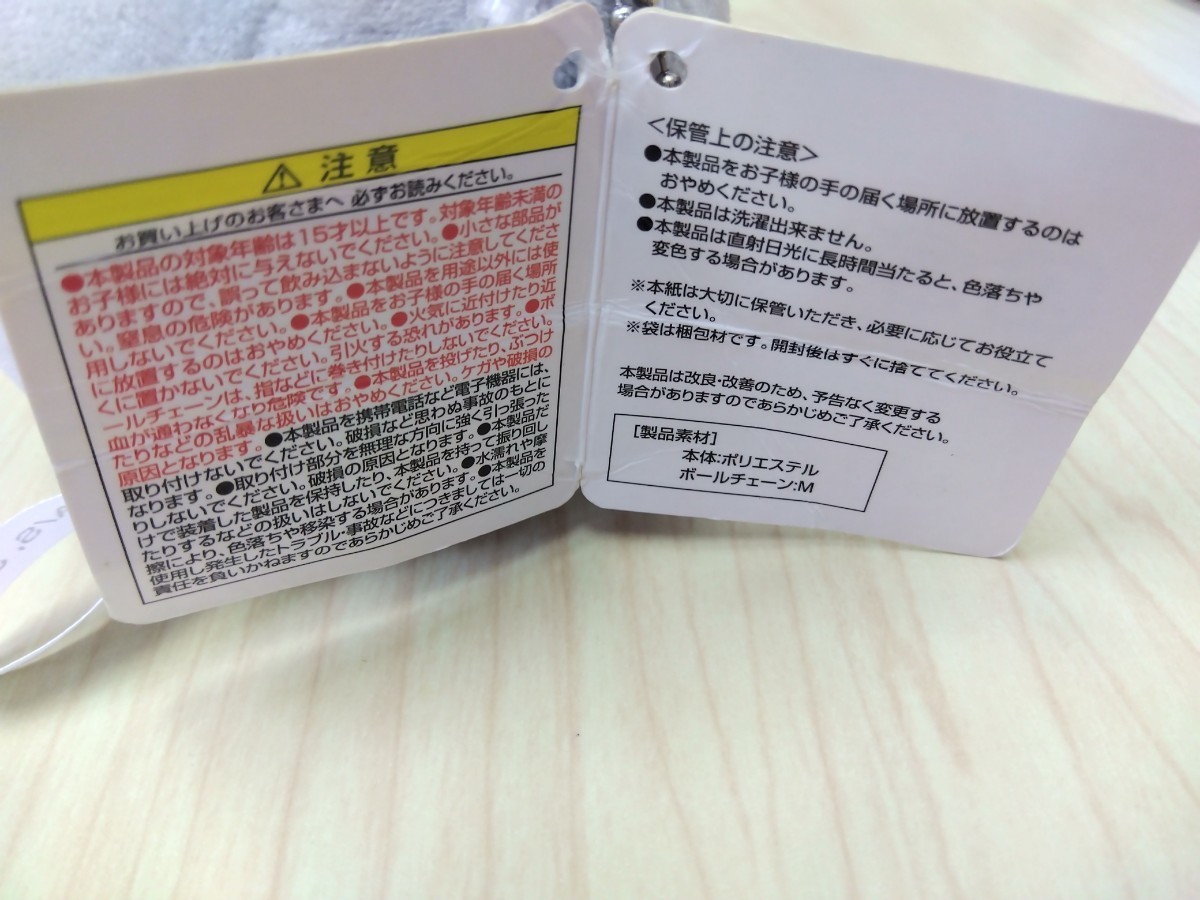 ⚠注意
お買い上げのお客さまへ 必ずお読みください。
●本製品の対象年齢は15才以上です。対象年齢未満の
お子様には絶対に与えないでください。●小さな部品が
ありますので、誤って飲み込まないように注意してくださ
い。窒息の危険があります。●本製品を用途以外には使
用しないでください。●本製品をお子様の手の届く場所
に放置するのはおやめください。●火気に近付けたり近
くに置かないでください。引火する恐れがあります。●ボ
ールチェーンは、指などに巻き付けたりしないでください。
血が通わなくなり危険です。●本製品を投げたり、ぶつけ
たりなどの乱暴な扱いはおやめください。ケガや破損の
原因となります。●本製品を携帯電話など電子機器には、
取り付けないでください。破損など思わぬ事故のもとに
なります。●取り付け部分を無理な方向に強く引っ張った
りしないでください。破損の原因となります。●本製品だ
けで装着した製品を保持したり、本製品を持って振り回し
たりするなどの扱いはしないでください。●水濡れや摩
擦により、色落ちや移染する場合があります。●本製品を
使用し発生したトラブル・事故などにつきましては一切の
責任を負いかねますのであらかじめご了承ください。
＜保管上の注意＞
●本製品をお子様の手の届く場所に放置するのは
おやめください。
●本製品は洗濯出来ません。
●本製品は直射日光に長時間当たると、色落ちや
変色する場合があります。
※本紙は大切に保管いただき、必要に応じてお役立て
ください。
※袋は梱包材です。開封後はすぐに捨ててください。
本製品は改良・改善のため、予告なく変更する
場合がありますのであらかじめご了承ください。
[製品素材]
本体:ポリエステル
ボールチェーン:M